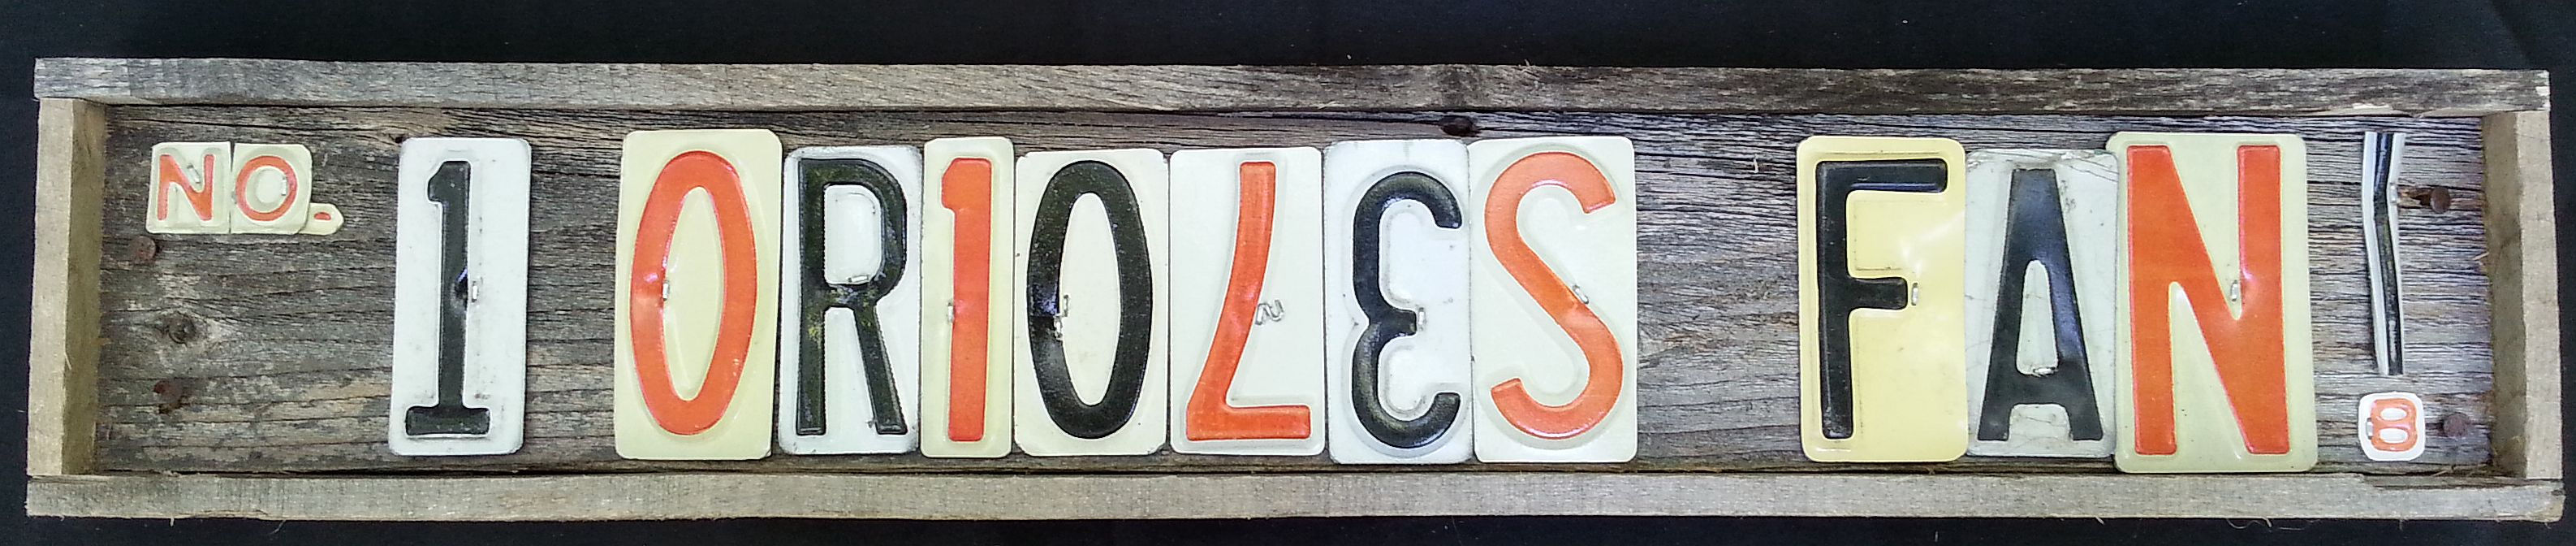 NO. 1 ORIOLES FAN!